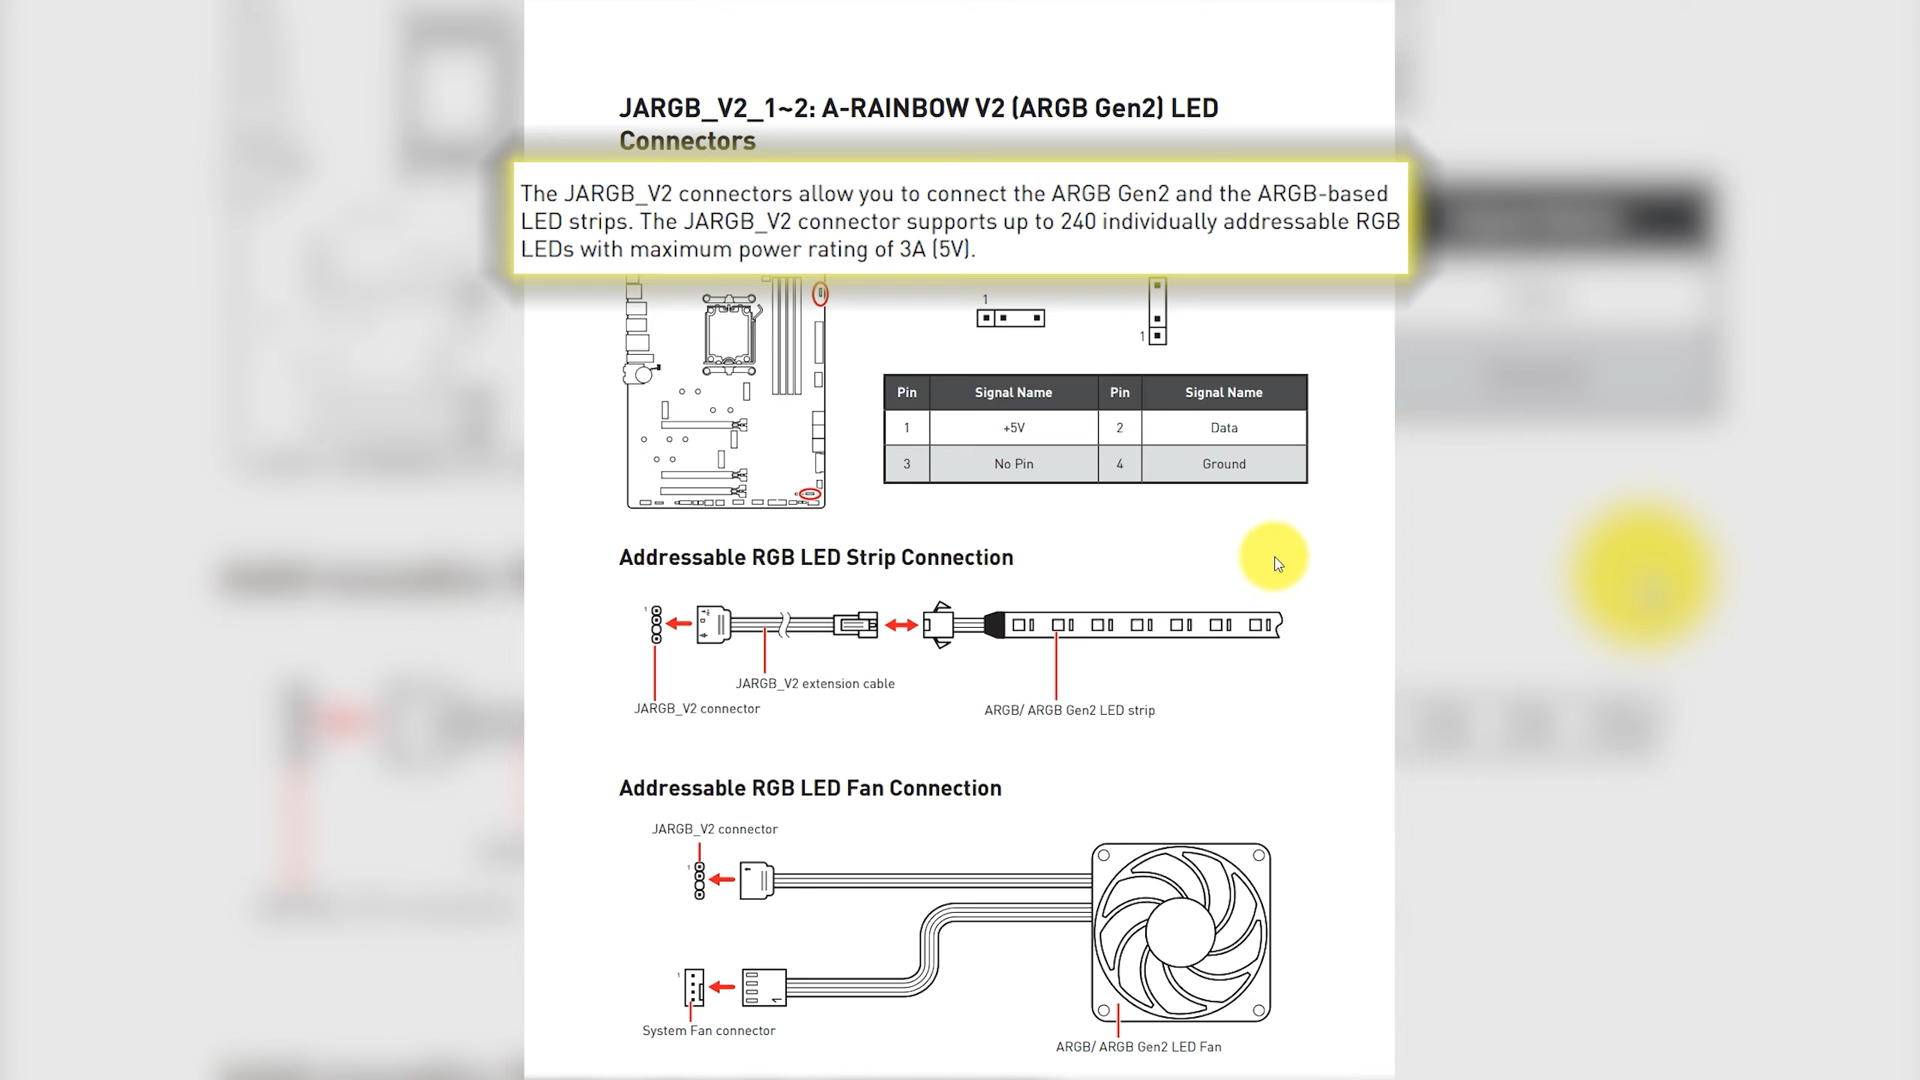 JARGB_V2_1~2: A-RAINBOW V2 (ARGB Gen2) LED
Connectors
The JARGB_V2 connectors allow you to connect the ARGB Gen2 and the ARGB-based
LED strips. The JARGB_V2 connector supports up to 240 individually addressable RGB
LEDs with maximum power rating of 3A (5V).
1
1
Pin Signal Name Pin Signal Name
1 +5V 2 Data
3 No Pin 4 Ground
Addressable RGB LED Strip Connection
1
JARGB_V2 extension cable
JARGB_V2 connector
ARGB/ ARGB Gen2 LED strip
Addressable RGB LED Fan Connection
JARGB_V2 connector
1
1
1
System Fan connector
ARGB/ ARGB Gen2 LED Fan